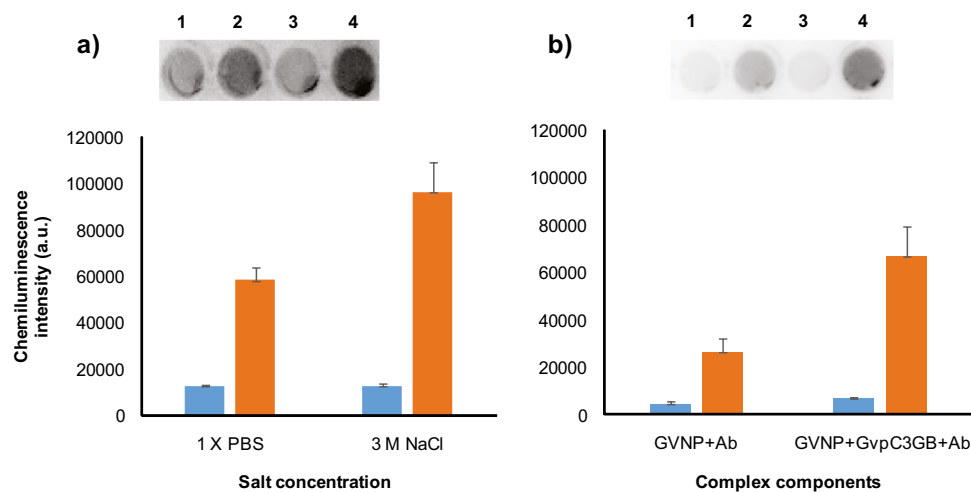 a)
1 2 3 4
120000
100000
80000
60000
40000
20000
0
Chemiluminescence
intensity (a.u.)
1 X PBS 3 M NaCl
Salt concentration
b)
1 2 3 4
120000
100000
80000
60000
40000
20000
0
GVNP+Ab GVNP+GvpC3GB+Ab
Complex components